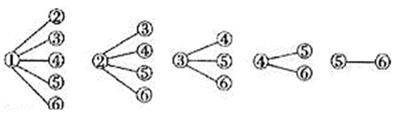 ① ② ③ ④ ⑤ ⑥
② ③ ④ ⑤ ⑥
③ ④ ⑤ ⑥
④ ⑤ ⑥
⑤ ⑥